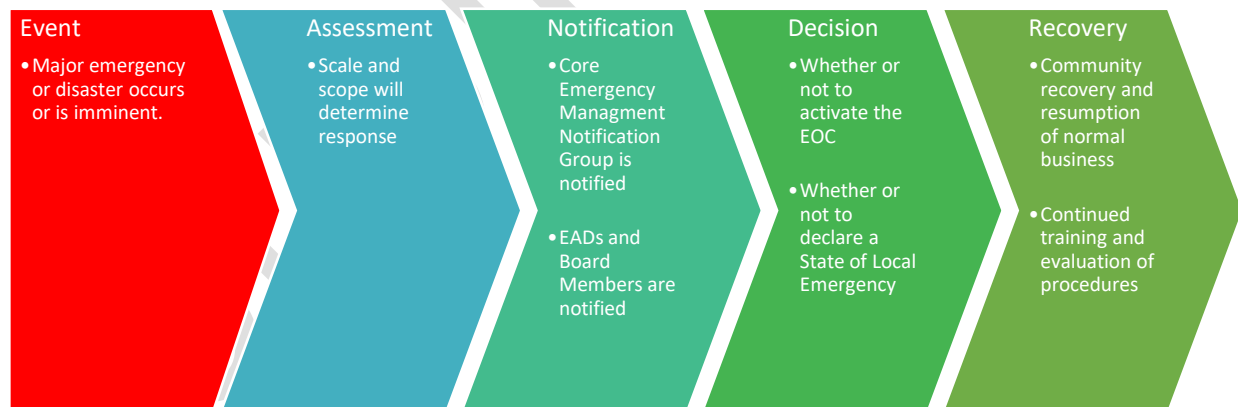 Event
•Major emergency
or disaster occurs
or is imminent.
Assessment
•Scale and
scope will
determine
response
Notification
•Core
Emergency
Managment
Notification
Group is
notified
•EADs and
Board
Members are
notified
Decision
•Whether or
not to
activate the
EOC
•Whether or
not to
declare a
State of Local
Emergency
Recovery
•Community
recovery and
resumption
of normal
business
•Continued
training and
evaluation of
procedures